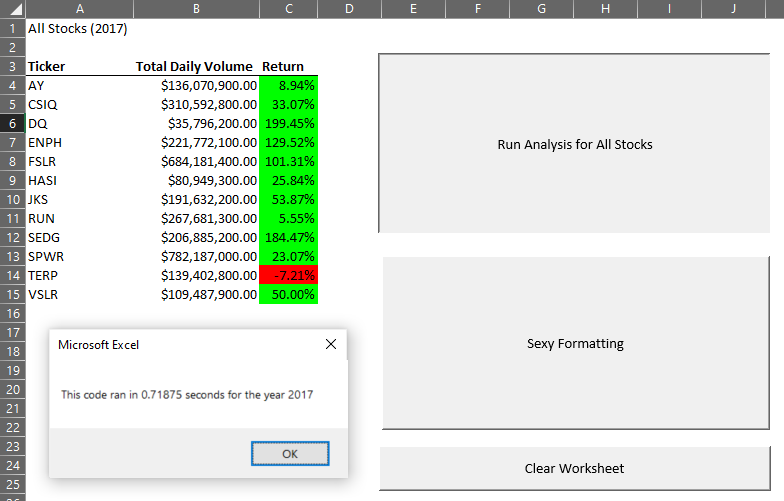 A B C D E F G H I J
1 All Stocks (2017)
2
3 Ticker Total Daily Volume Return
4 AY $136,070,900.00 8.94%
5 CSIQ $310,592,800.00 33.07%
6 DQ $35,796,200.00 199.45%
7 ENPH $221,772,100.00 129.52%
8 FSLR $684,181,400.00 101.31%
9 HASI $80,949,300.00 25.84%
10 JKS $191,632,200.00 53.87%
11 RUN $267,681,300.00 5.55%
12 SEDG $206,885,200.00 184.47%
13 SPWR $782,187,000.00 23.07%
14 TERP $139,402,800.00 -7.21%
15 VSLR $109,487,900.00 50.00%
16
17
18
19
20
21
22
23
24
25
Run Analysis for All Stocks
Sexy Formatting
Clear Worksheet
Microsoft Excel
This code ran in 0.71875 seconds for the year 2017
OK